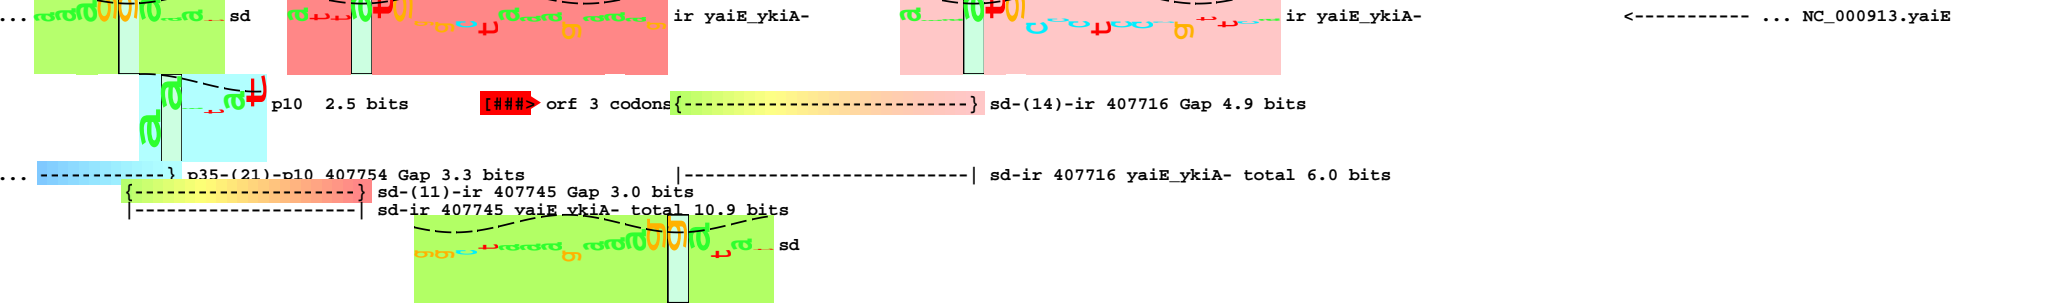 ... sd ir yaiE_ykiA- ir yaiE_ykiA- <----------- ... NC_000913.yaiE
p10 2.5 bits [###> orf 3 codons {---------------------------} sd-(14)-ir 407716 Gap 4.9 bits
... -------------} p35-(21)-p10 407754 Gap 3.3 bits |---------------------------| sd-ir 407716 yaiE_ykiA- total 6.0 bits
{---------------------} sd-(11)-ir 407745 Gap 3.0 bits
|---------------------| sd-ir 407745 yaiE_ykiA- total 10.9 bits
sd